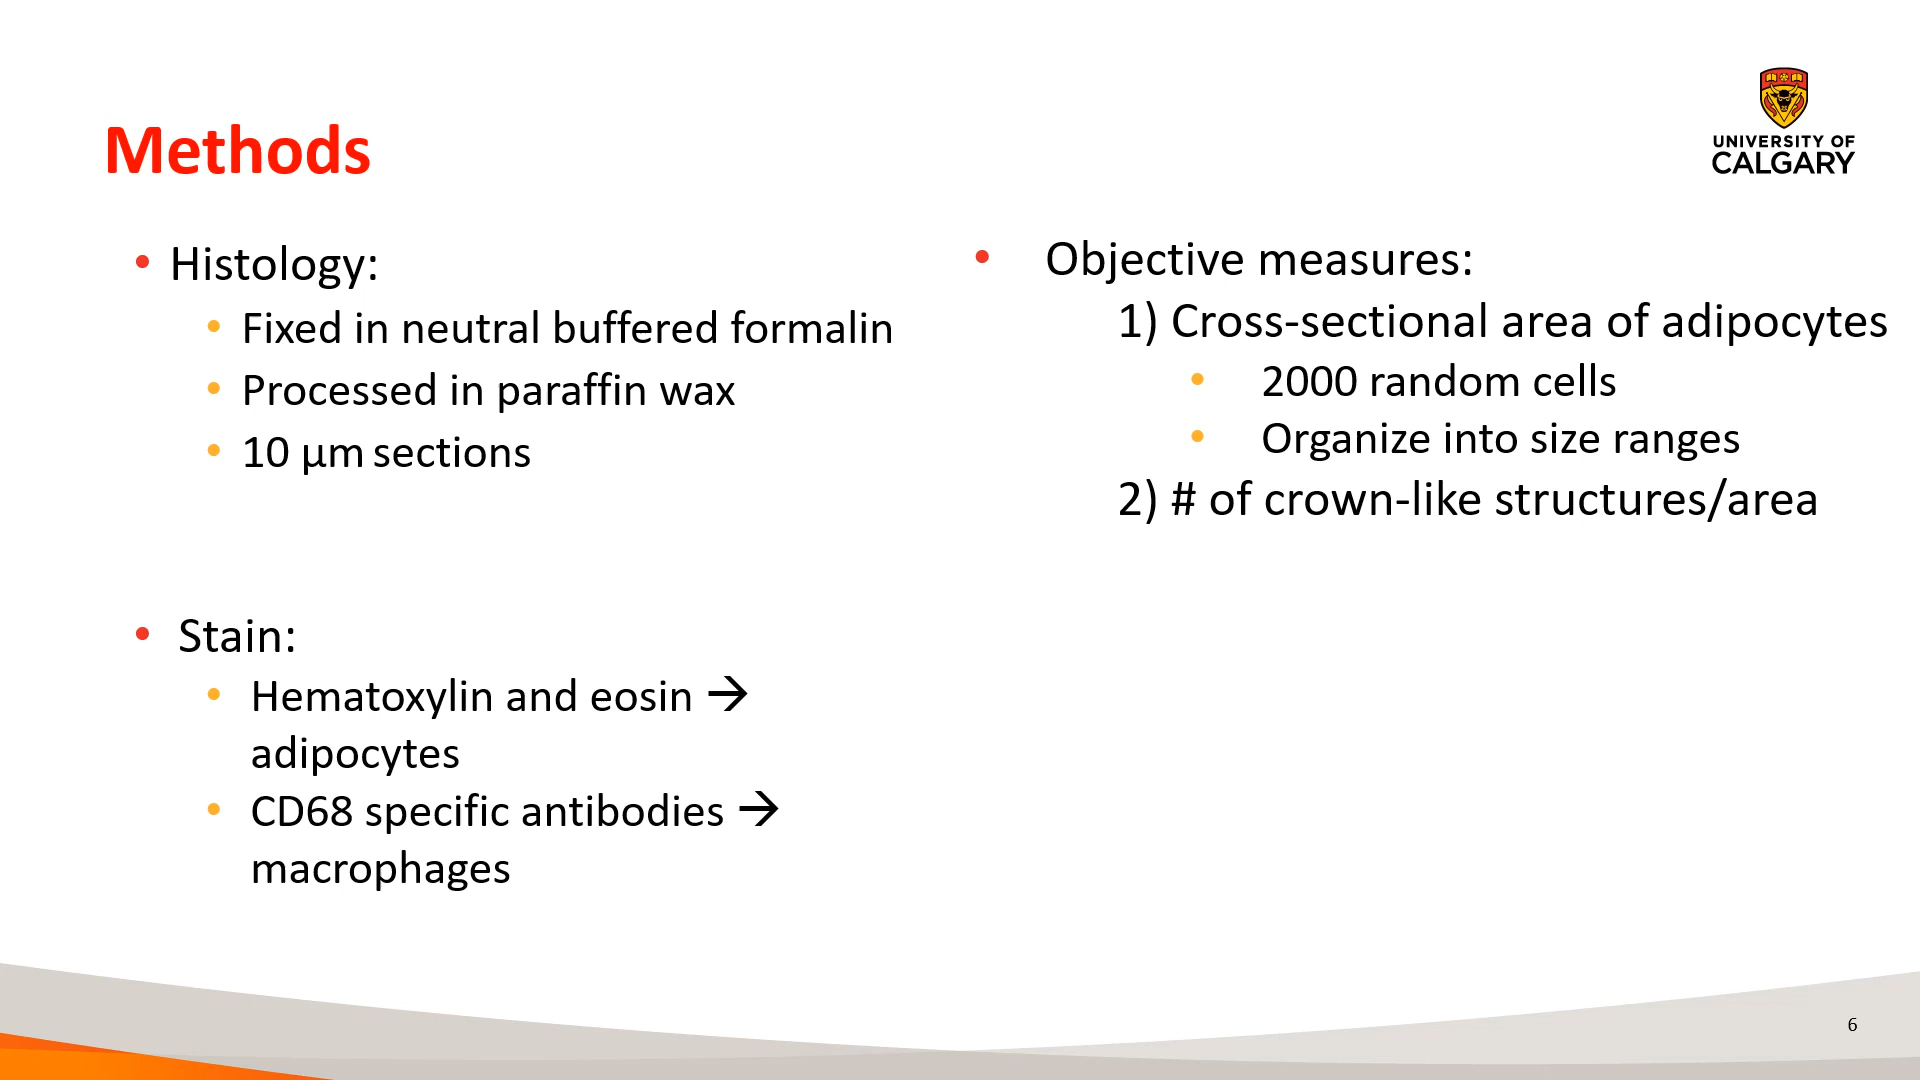 Methods
UNIVERSITY OF
CALGARY
• Histology:
• Fixed in neutral buffered formalin
• Processed in paraffin wax
• 10 µm sections
• Stain:
• Hematoxylin and eosin →
adipocytes
• CD68 specific antibodies →
macrophages
• Objective measures:
1) Cross-sectional area of adipocytes
• 2000 random cells
• Organize into size ranges
2) # of crown-like structures/area
6